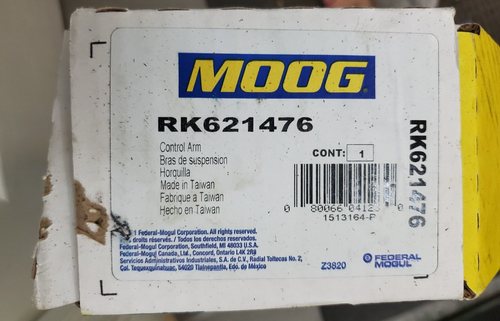 MOOG
RK621476
Control Arm
Bras de suspension
Horquilla
Made in Taiwan
Fabrique a Taiwan
Hecho en Taiwan
CONT: 1
1513164-P
RK621476
Federal-Mogul Corporation. All rights reserved.
droits réservés. / Todos los derechos reservados.
Federal-Mogul Corporation, Southfield, MI 48033 U.S.A.
Federal-Mogul Canada, Ltd., Concord, Ontario L4K 2R8
Servicios Administrativos Industriales, S.A. de C.V., Radial Toltecas No. 2,
Col. 54020 Tlalnepantla, Edo. de México
Z3820
FEDERAL
MOGUL